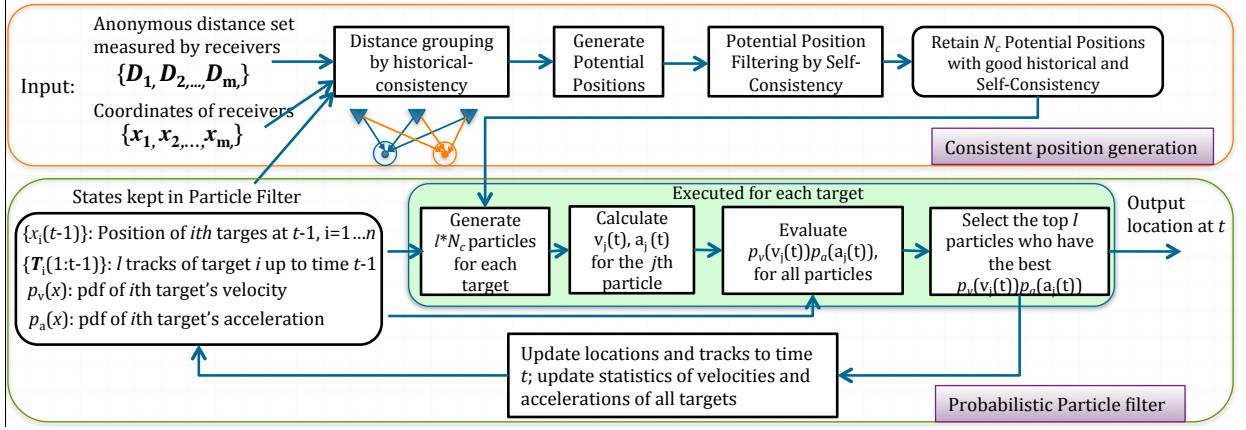 Anonymous distance set
measured by receivers
{D1, D2,..., Dm,}
Input:
Coordinates of receivers
{x1, x2,..., xm,}
Distance grouping
by historical-
consistency
Generate
Potential
Positions
Potential Position
Filtering by Self-
Consistency
Retain Nc Potential Positions
with good historical and
Self-Consistency
Consistent position generation
States kept in Particle Filter
{xi(t-1)}: Position of ith targes at t-1, i=1...n
{Ti(1:t-1)}: l tracks of target i up to time t-1
pv(x): pdf of ith target's velocity
pa(x): pdf of ith target's acceleration
Executed for each target
Generate
l*Nc particles
for each
target
Calculate
vj(t), aj(t)
for the jth
particle
Evaluate
pv(vj(t))pa(aj(t)),
for all particles
Select the top l
particles who have
the best
pv(vj(t))pa(aj(t))
Output
location at t
Update locations and tracks to time
t; update statistics of velocities and
accelerations of all targets
Probabilistic Particle filter